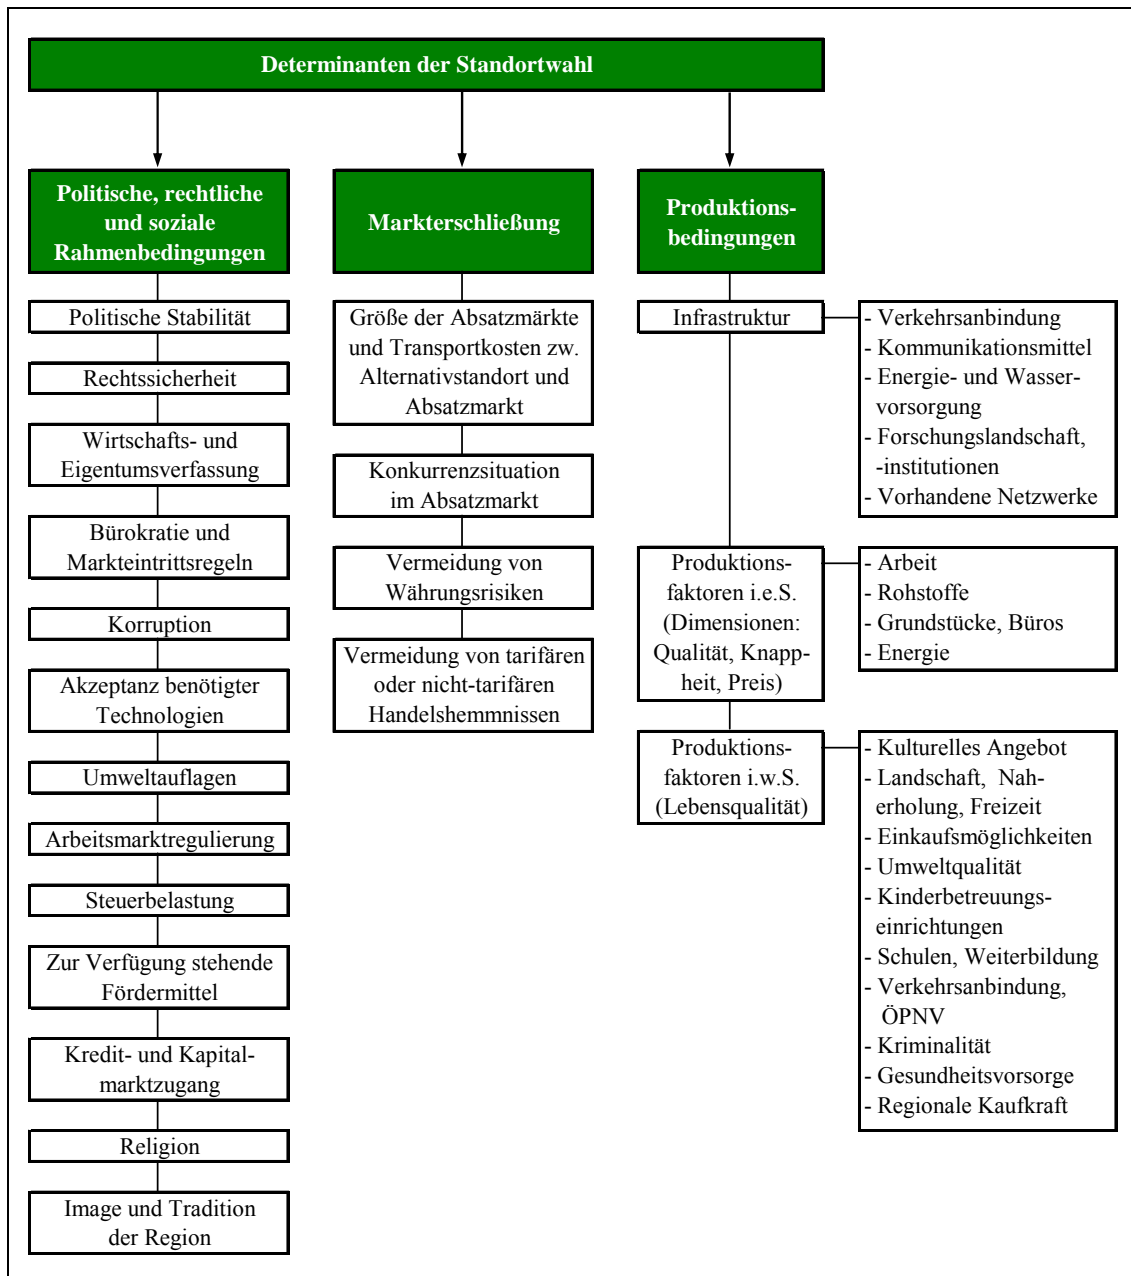 Determinanten der Standortwahl
Politische, rechtliche
und soziale
Rahmenbedingungen
Politische Stabilität
Rechtssicherheit
Wirtschafts- und
Eigentumsverfassung
Bürokratie und
Markteintrittsregeln
Korruption
Akzeptanz benötigter
Technologien
Umweltauflagen
Arbeitsmarktregulierung
Steuerbelastung
Zur Verfügung stehende
Fördermittel
Kredit- und Kapital-
marktzugang
Religion
Image und Tradition
der Region
Markterschließung
Größe der Absatzmärkte
und Transportkosten zw.
Alternativstandort und
Absatzmarkt
Konkurrenzsituation
im Absatzmarkt
Vermeidung von
Währungsrisiken
Vermeidung von tarifären
oder nicht-tarifären
Handelshemmnissen
Produktions-
bedingungen
Infrastruktur
- Verkehrsanbindung
- Kommunikationsmittel
- Energie- und Wasser-
vorsorgung
- Forschungslandschaft,
-institutionen
- Vorhandene Netzwerke
Produktions-
faktoren i.e.S.
(Dimensionen:
Qualität, Knapp-
heit, Preis)
- Arbeit
- Rohstoffe
- Grundstücke, Büros
- Energie
Produktions-
faktoren i.w.S.
(Lebensqualität)
- Kulturelles Angebot
- Landschaft, Nah-
erholung, Freizeit
- Einkaufsmöglichkeiten
- Umweltqualität
- Kinderbetreuungs-
einrichtungen
- Schulen, Weiterbildung
- Verkehrsanbindung,
ÖPNV
- Kriminalität
- Gesundheitsvorsorge
- Regionale Kaufkraft